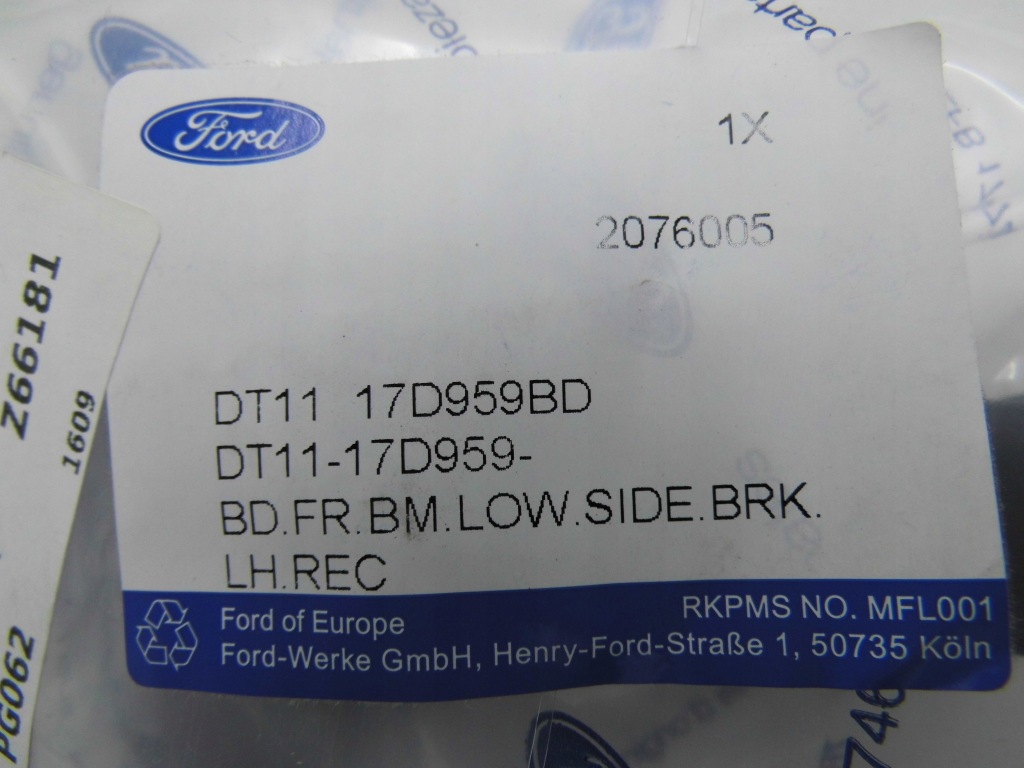 Ford
1X
2076005
DT11 17D959BD
DT11-17D959-
BD.FR.BM.LOW.SIDE.BRK.
LH.REC
Ford of Europe
RKPMS NO. MFL001
Ford-Werke GmbH, Henry-Ford-Straße 1, 50735 Köln
Z66181
1609
PG062
746